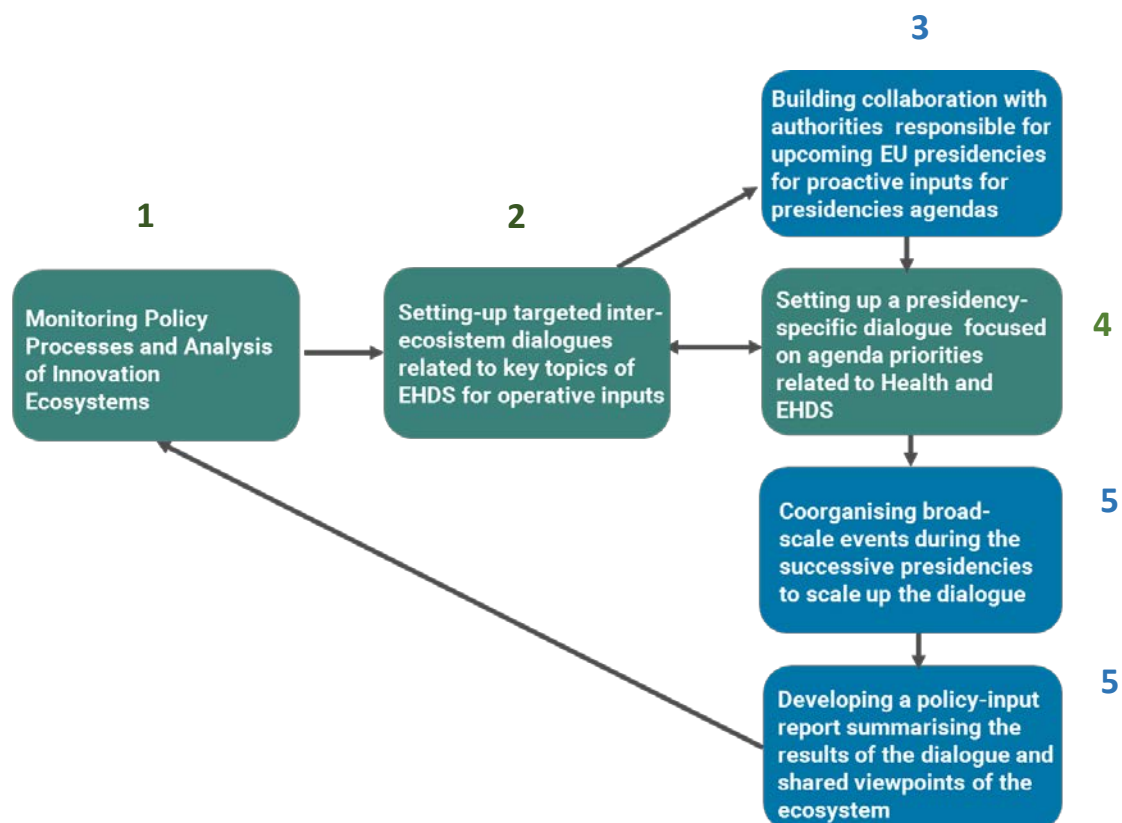 3
Building collaboration with
authorities responsible for
upcoming EU presidencies
for proactive inputs for
presidencies agendas
1
Monitoring Policy
Processes and Analysis
of Innovation
Ecosystems
2
Setting-up targeted inter-
ecosistem dialogues
related to key topics of
EHDS for operative inputs
Setting up a presidency-
specific dialogue focused
on agenda priorities
related to Health and
EHDS
4
Coorganising broad-
scale events during the
successive presidencies
to scale up the dialogue
5
Developing a policy-input
report summarising the
results of the dialogue and
shared viewpoints of the
ecosystem
5